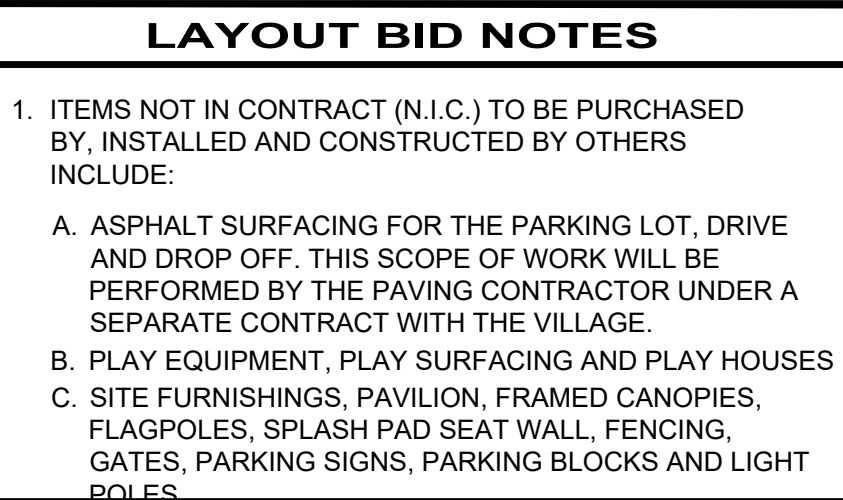 LAYOUT BID NOTES
1. ITEMS NOT IN CONTRACT (N.I.C.) TO BE PURCHASED
BY, INSTALLED AND CONSTRUCTED BY OTHERS
INCLUDE:
A. ASPHALT SURFACING FOR THE PARKING LOT, DRIVE
AND DROP OFF. THIS SCOPE OF WORK WILL BE
PERFORMED BY THE PAVING CONTRACTOR UNDER A
SEPARATE CONTRACT WITH THE VILLAGE.
B. PLAY EQUIPMENT, PLAY SURFACING AND PLAY HOUSES
C. SITE FURNISHINGS, PAVILION, FRAMED CANOPIES,
FLAGPOLES, SPLASH PAD SEAT WALL, FENCING,
GATES, PARKING SIGNS, PARKING BLOCKS AND LIGHT
POLES